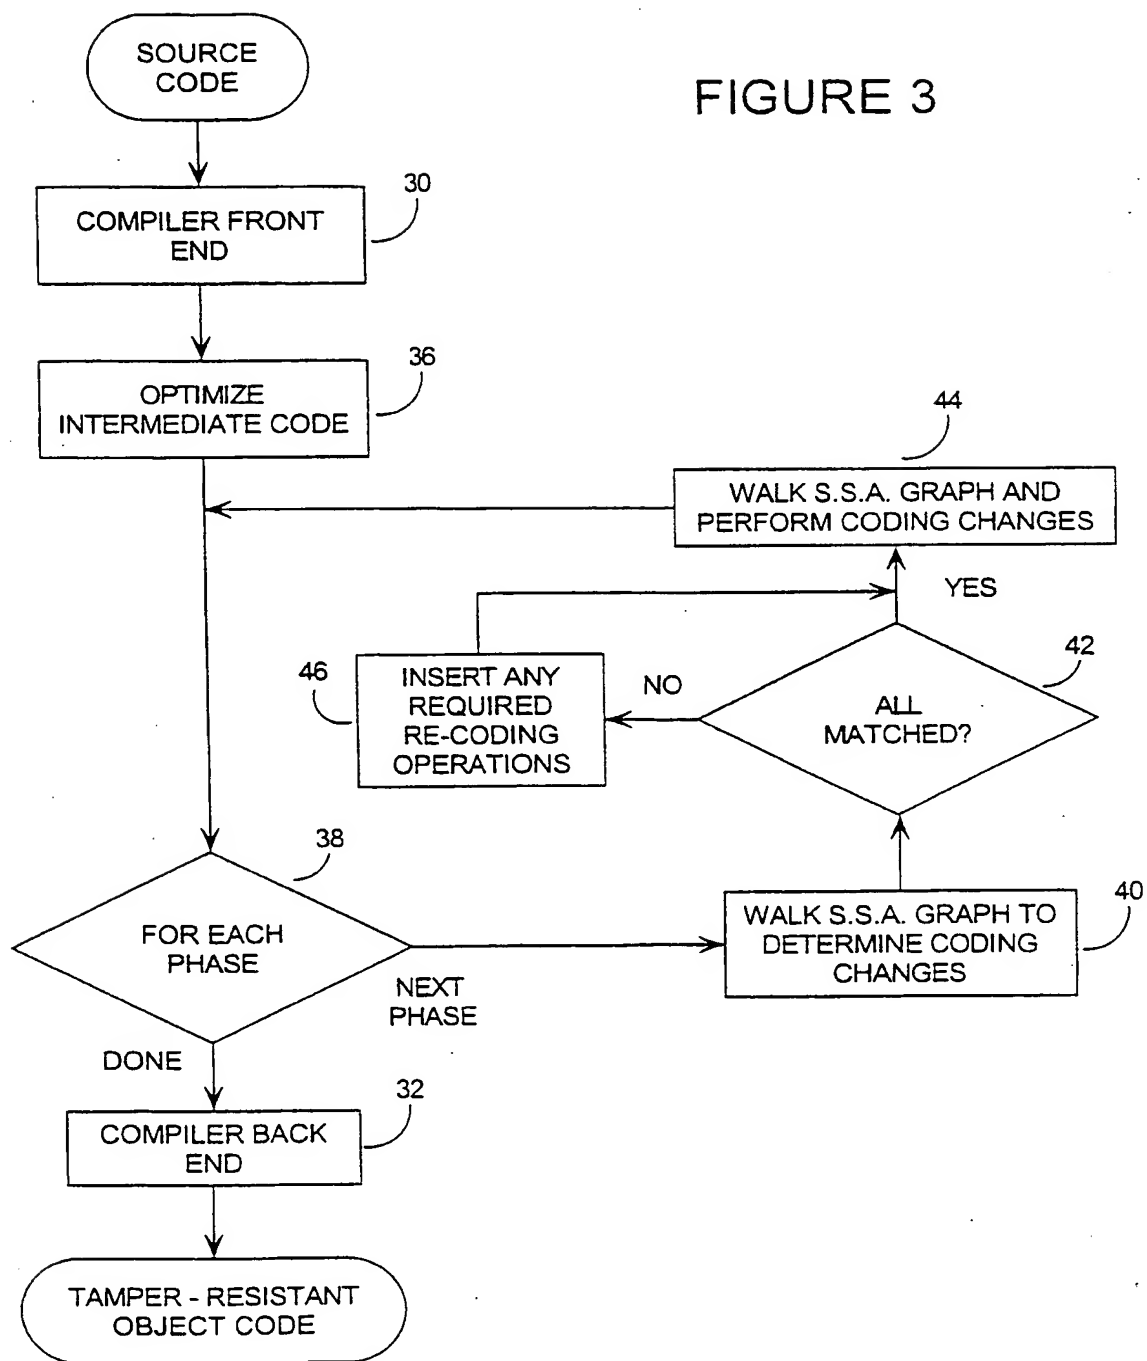 SOURCE
CODE
FIGURE 3
30
COMPILER FRONT
END
36
OPTIMIZE
INTERMEDIATE CODE
44
WALK S.S.A. GRAPH AND
PERFORM CODING CHANGES
YES
46
INSERT ANY
REQUIRED
RE-CODING
OPERATIONS
NO
42
ALL
MATCHED?
38
FOR EACH
PHASE
NEXT
PHASE
40
WALK S.S.A. GRAPH TO
DETERMINE CODING
CHANGES
DONE
32
COMPILER BACK
END
TAMPER - RESISTANT
OBJECT CODE